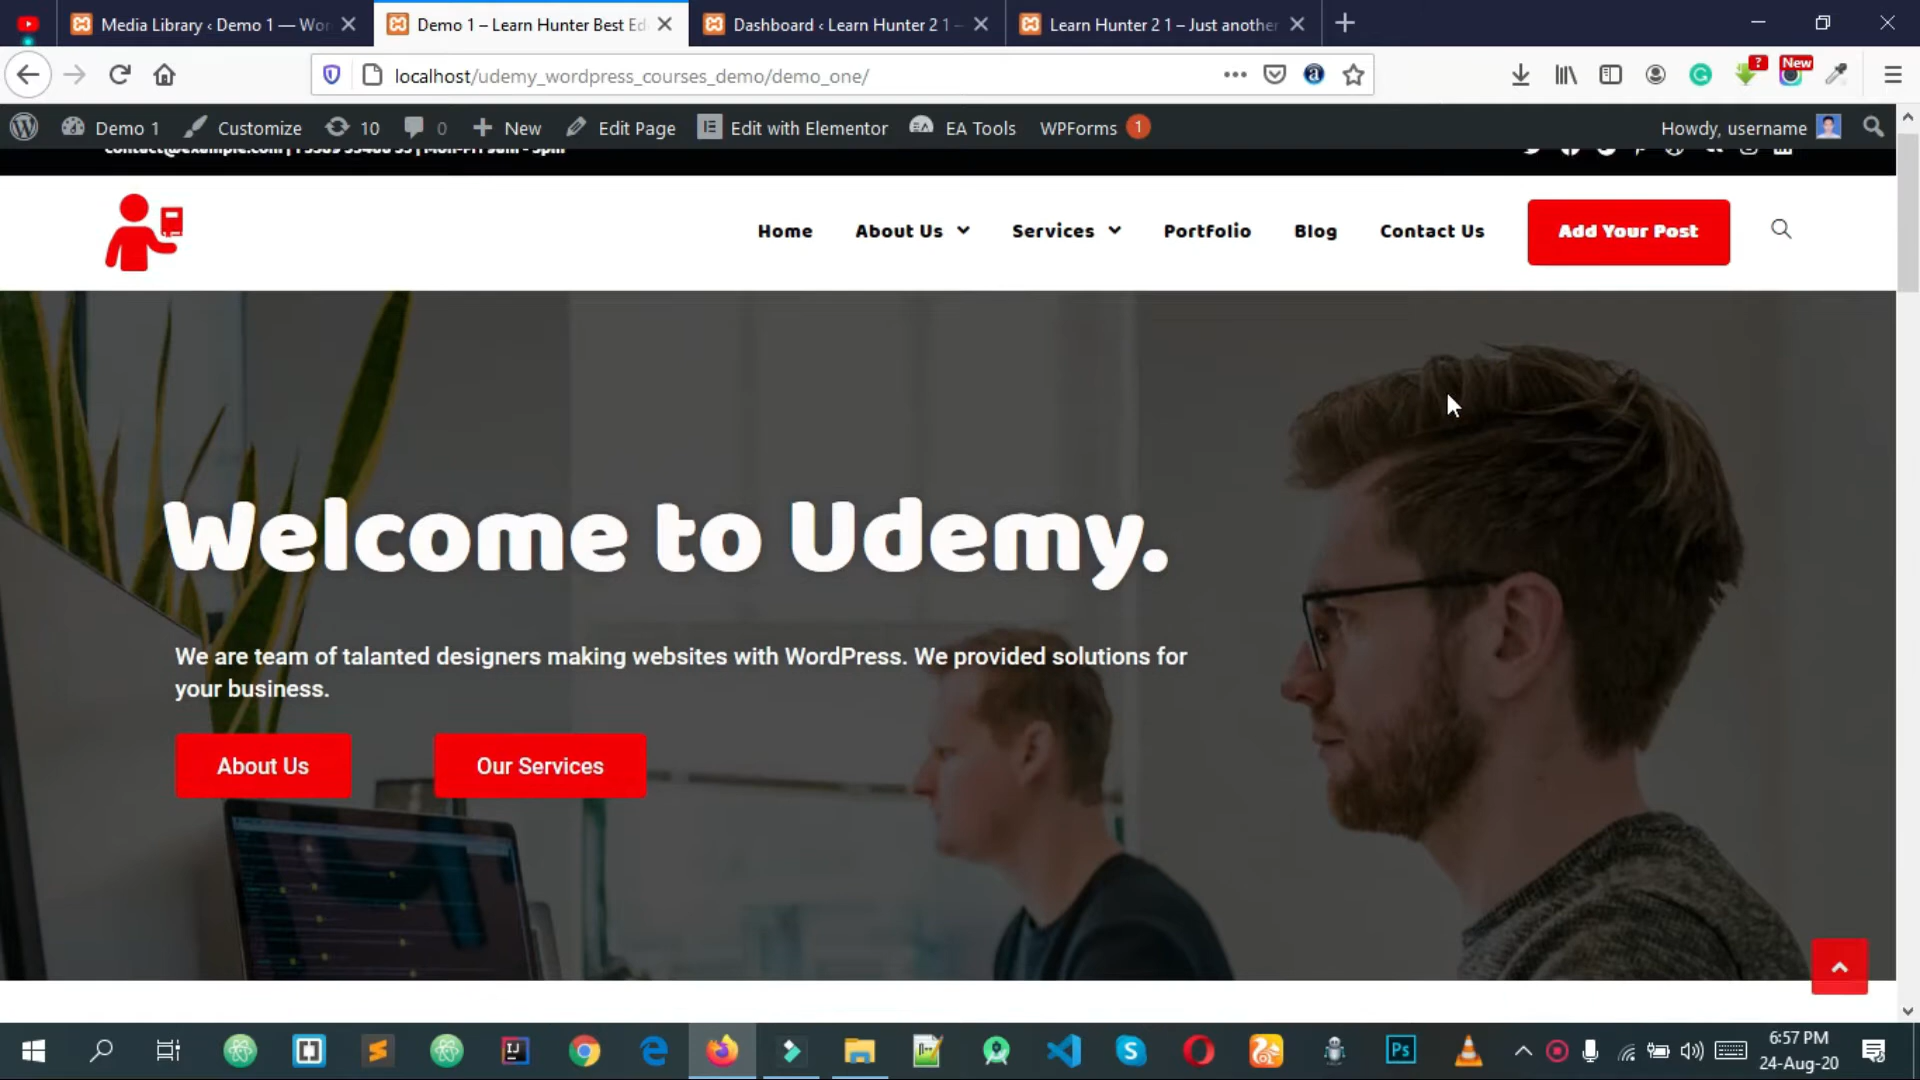 Media Library ‹ Demo 1 — Wor
Demo 1 – Learn Hunter Best Ed
Dashboard ‹ Learn Hunter 2 1 –
Learn Hunter 2 1 – Just another
localhost/udemy_wordpress_courses_demo/demo_one/
?
New
Demo 1
Customize
10
0
New
Edit Page
Edit with Elementor
EA Tools
WPForms
1
Howdy, username
Home
About Us
Services
Portfolio
Blog
Contact Us
Add Your Post
Welcome to Udemy.
We are team of talanted designers making websites with WordPress. We provided solutions for
your business.
About Us
Our Services
6:57 PM
24-Aug-20